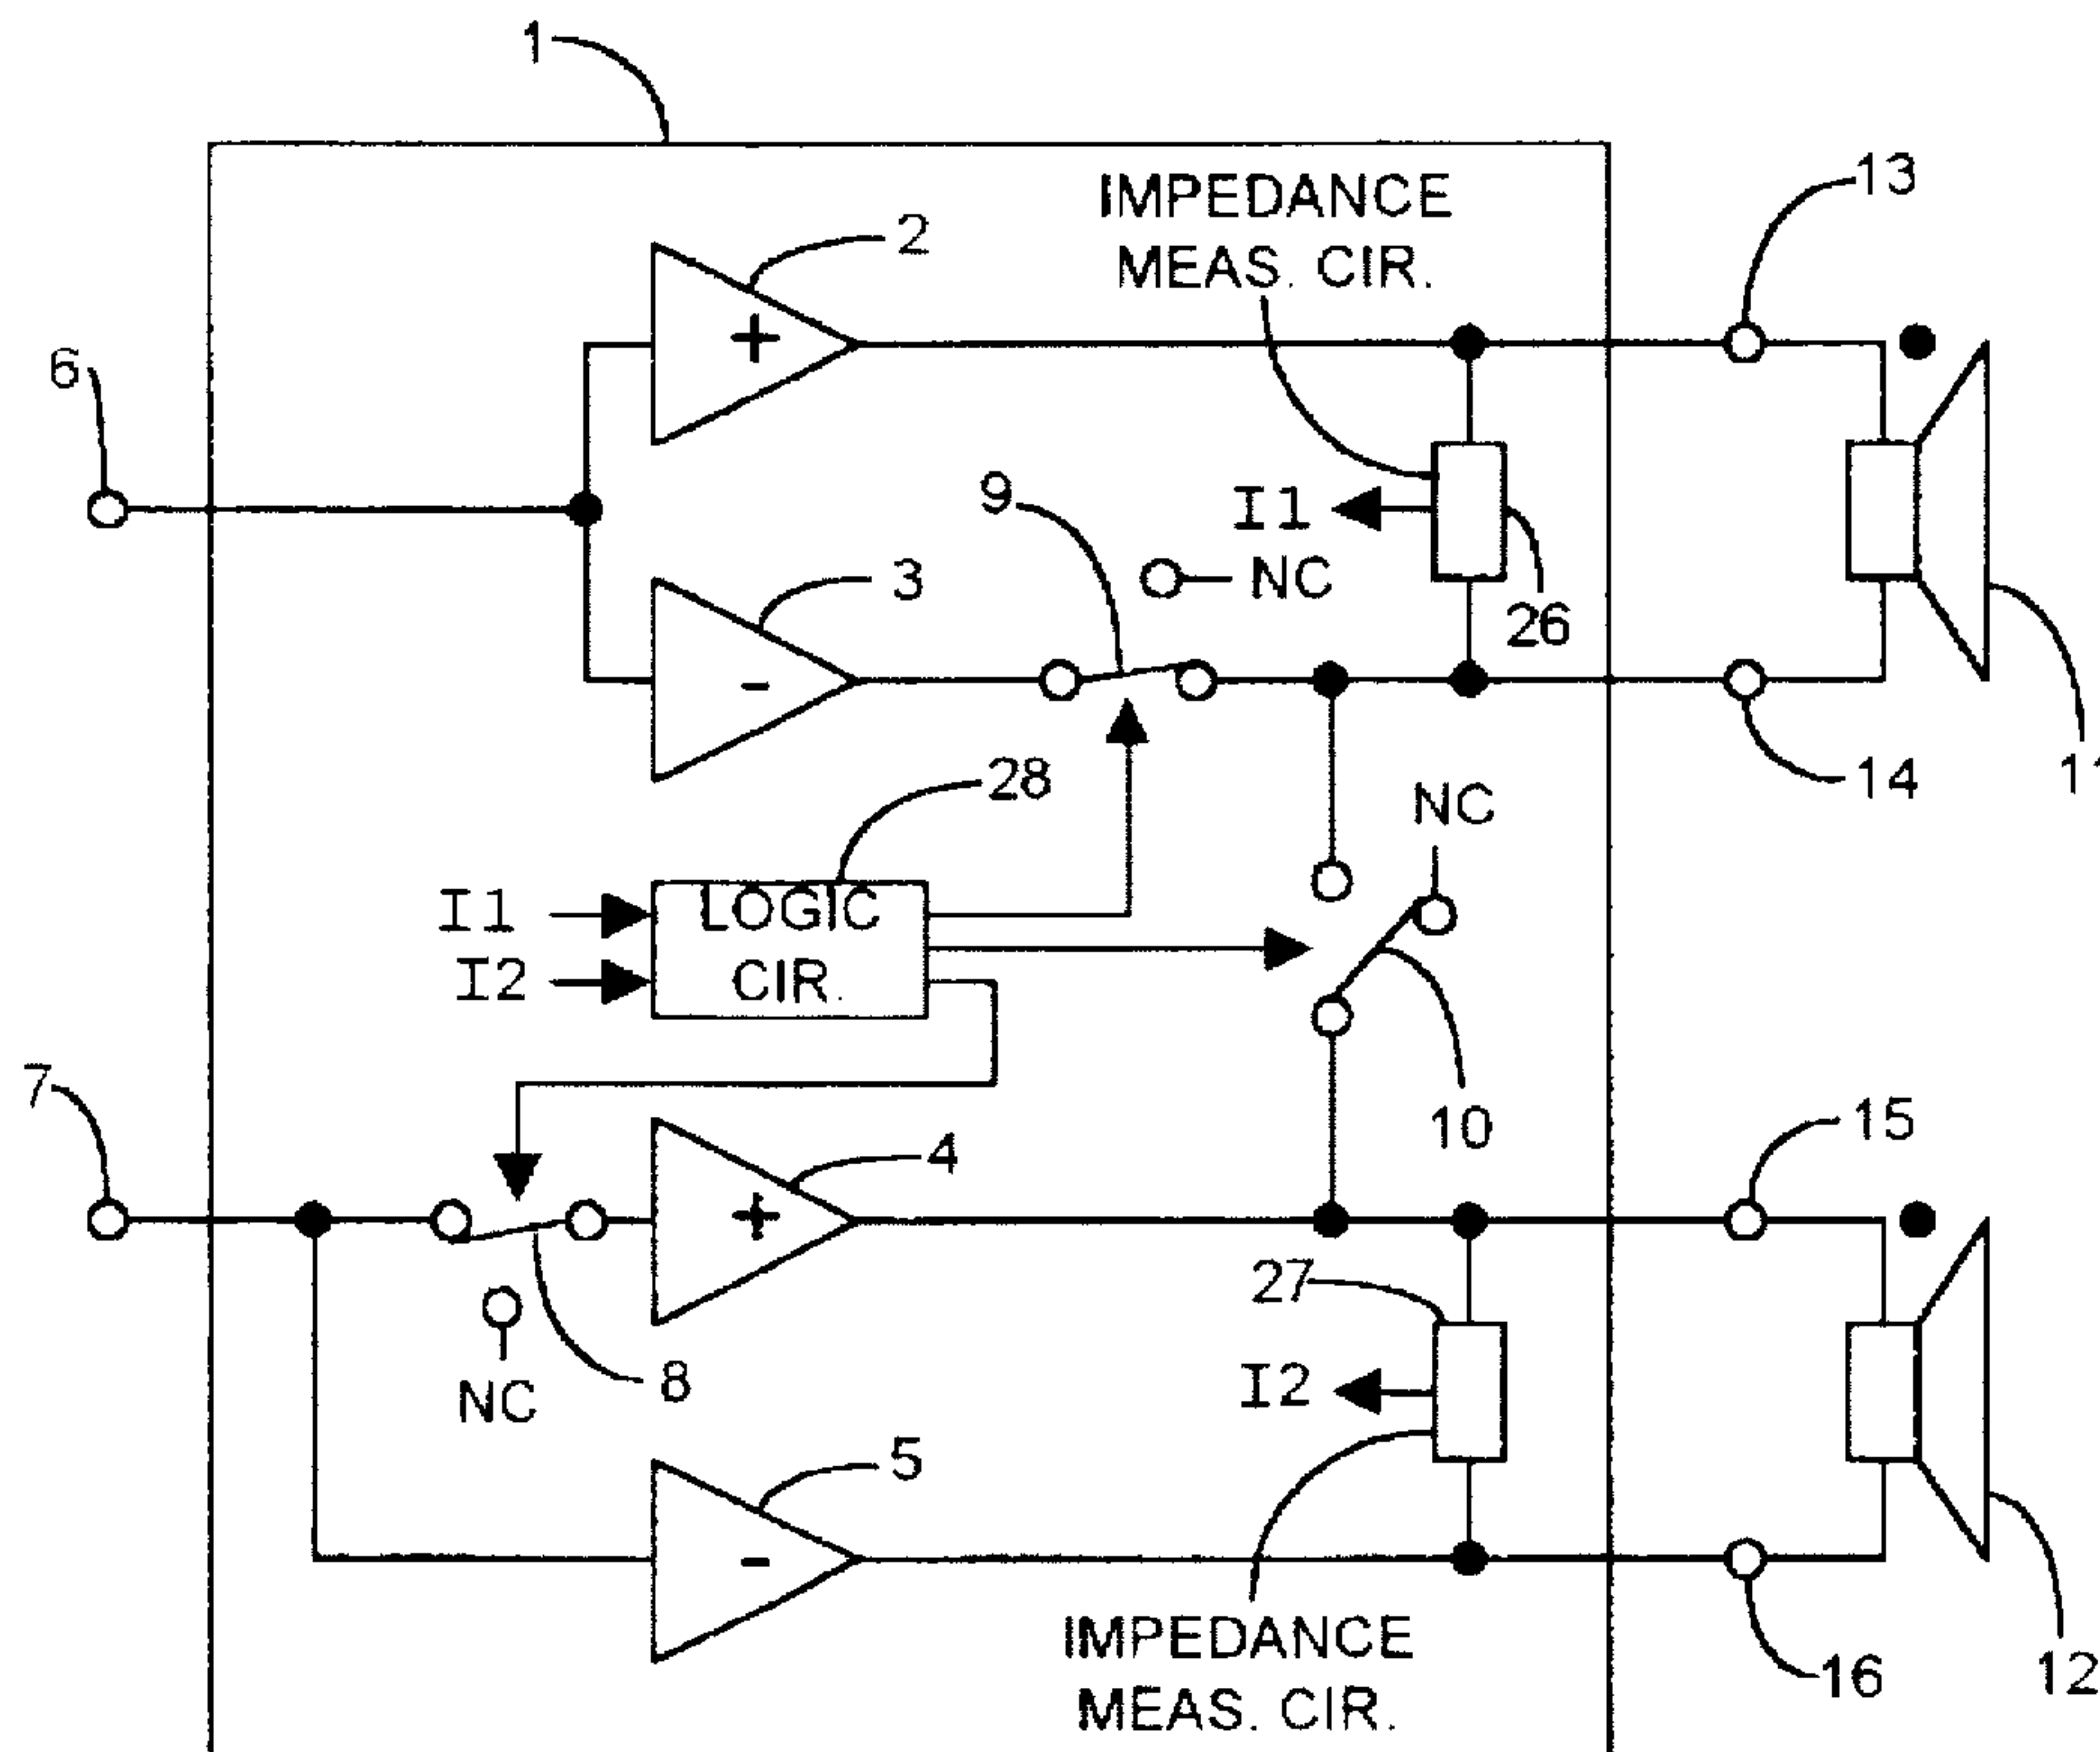 1
IMPEDANCE
MEAS. CIR.
13
2
+
6
9
I1
NC
3
26
-
14
11
28
NC
I1
LOGIC
I2
CIR.
7
10
15
4
+
27
I2
8
NC
5
-
12
16
IMPEDANCE
MEAS. CIR.